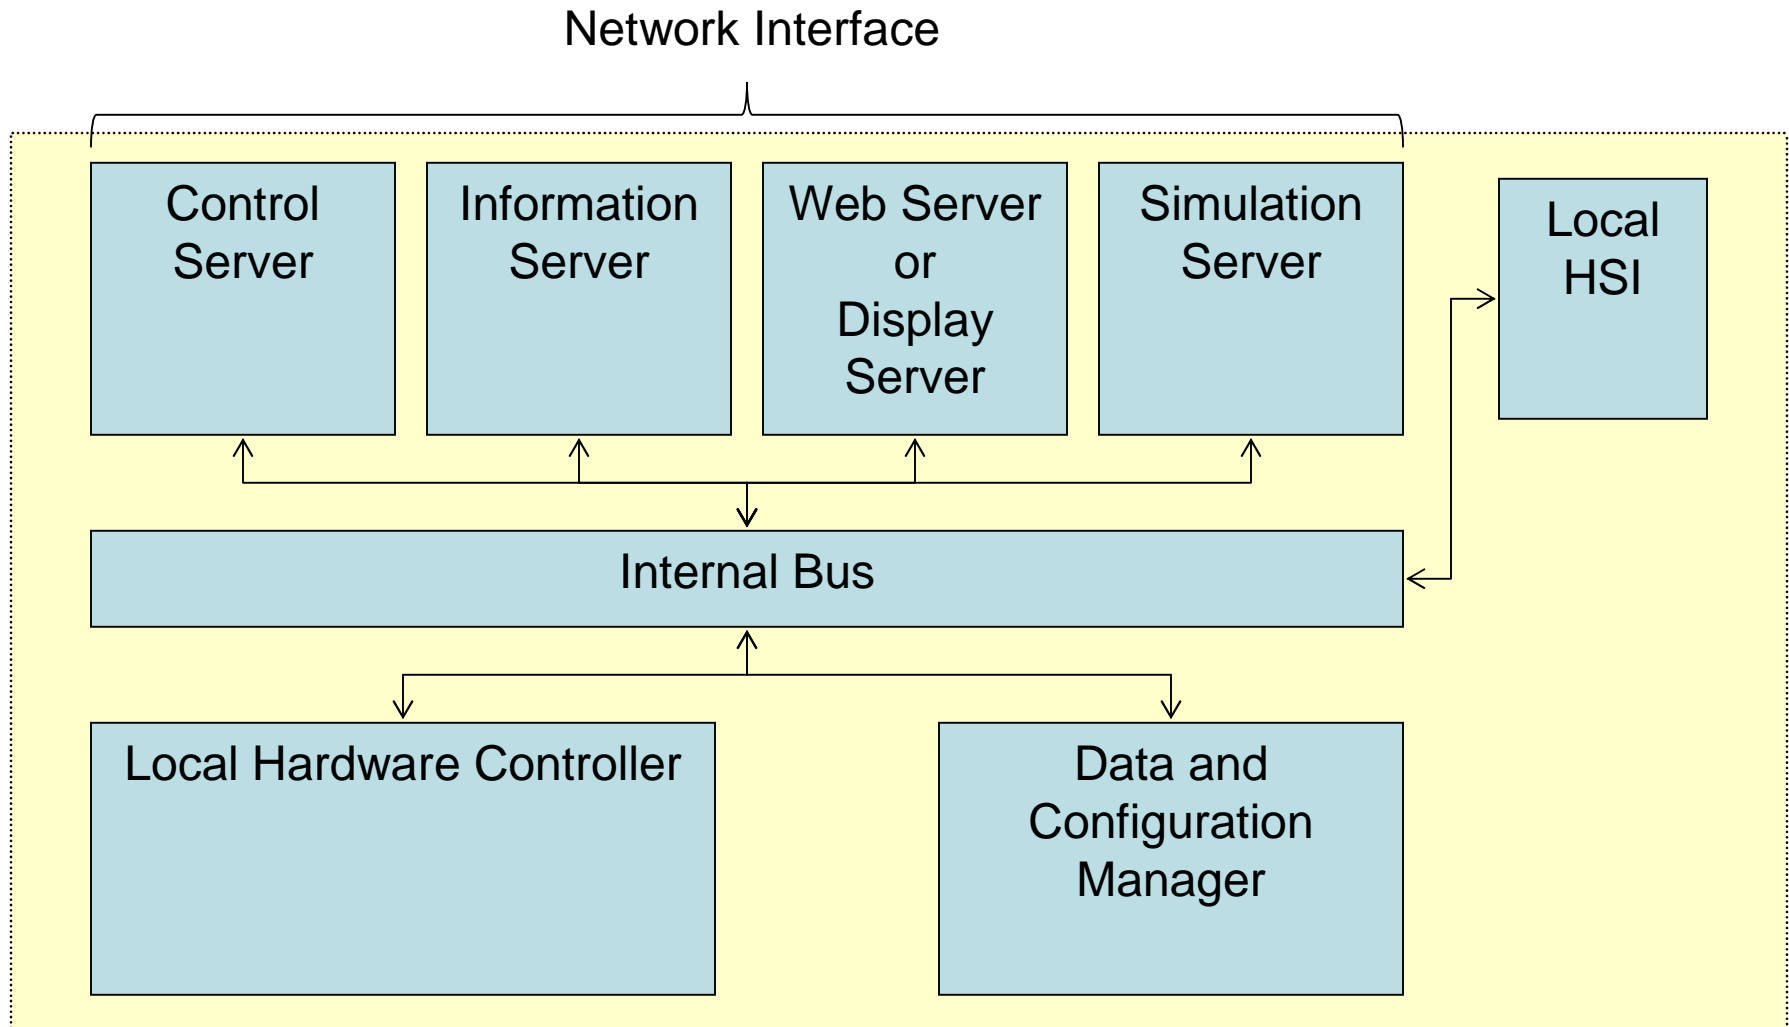 Network Interface
Control
Server
Information
Server
Web Server
or
Display
Server
Simulation
Server
Local
HSI
Internal Bus
Local Hardware Controller
Data and
Configuration
Manager